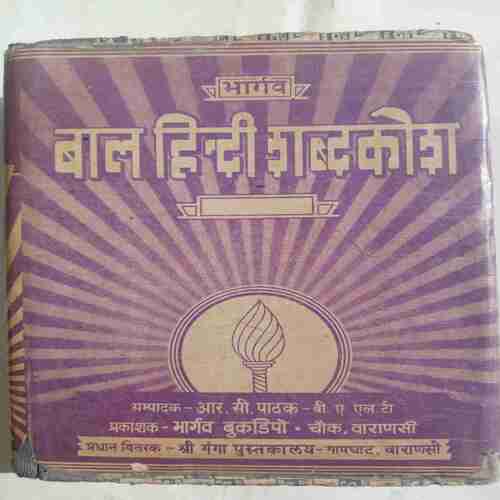 भार्गव
बाल हिन्दी शब्दकोश
सम्पादक - आर. सी. पाठक - बी ए एल टी
प्रकाशक - भार्गव बुकडिपो • चौक, वाराणसी
प्रधान वितरक - श्री गंगा पुस्तकालय - गायघाट, वाराणसी